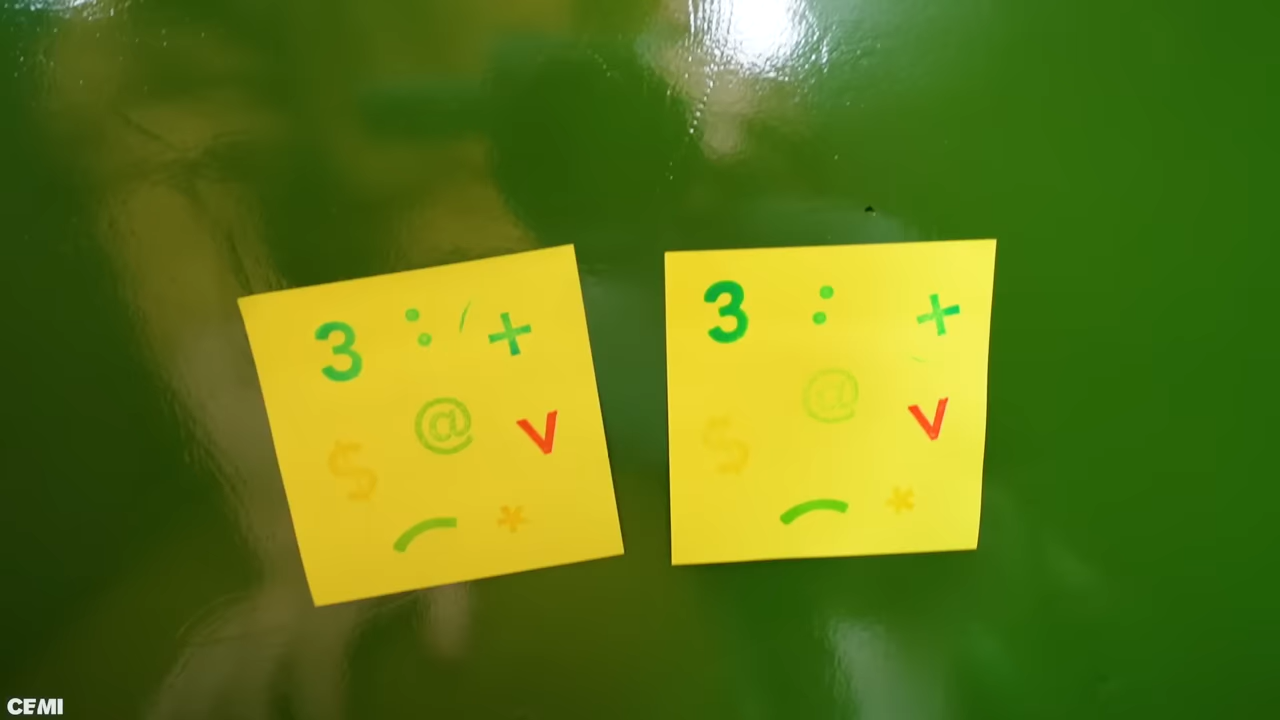 3 : +
@ v
$
⌒ *
3 : +
@ v
$
⌒ *
CEMI